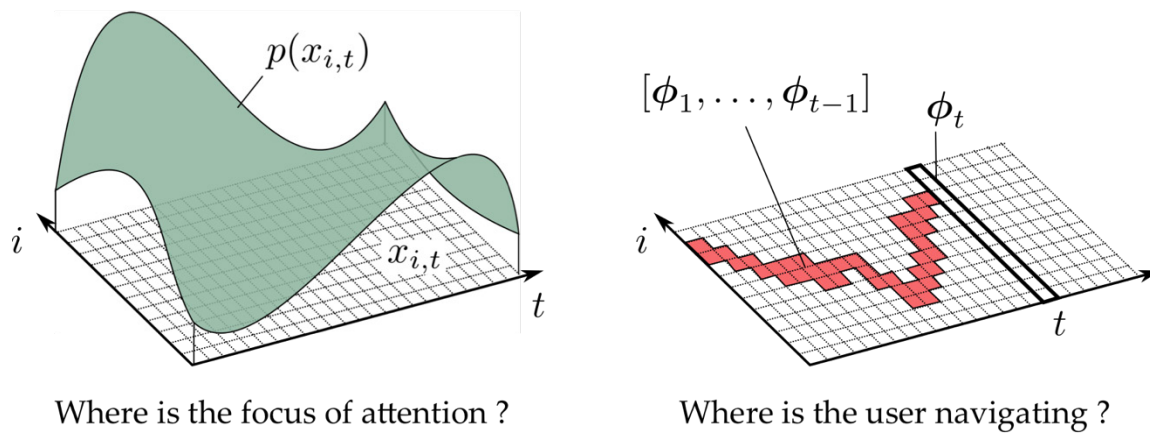 p(x_{i,t})
i
x_{i,t}
t
Where is the focus of attention ?
[ϕ_1, . . . , ϕ_{t−1}]
ϕ_t
i
t
Where is the user navigating ?